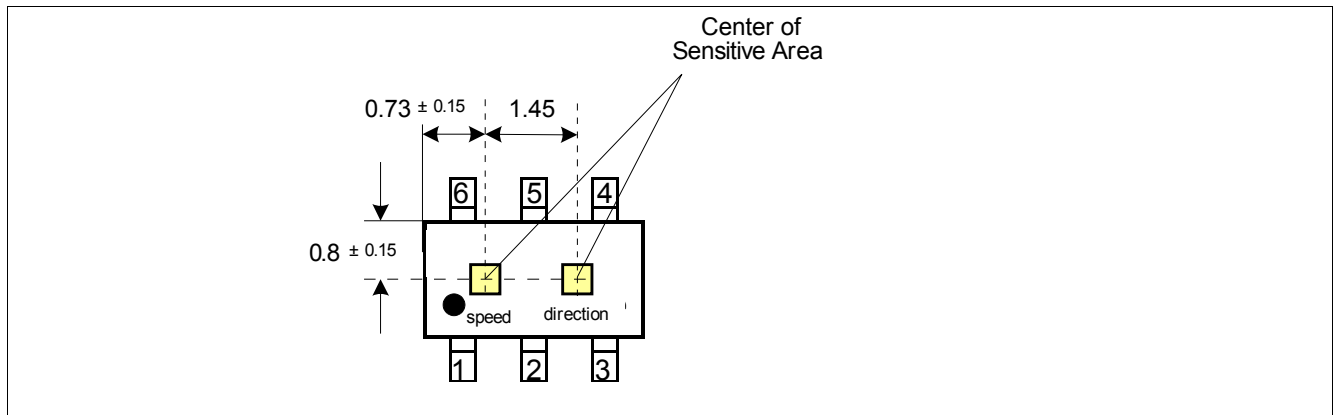 Center of
Sensitive Area
0.73 ± 0.15 1.45
6 5 4
0.8 ± 0.15
speed direction
1 2 3